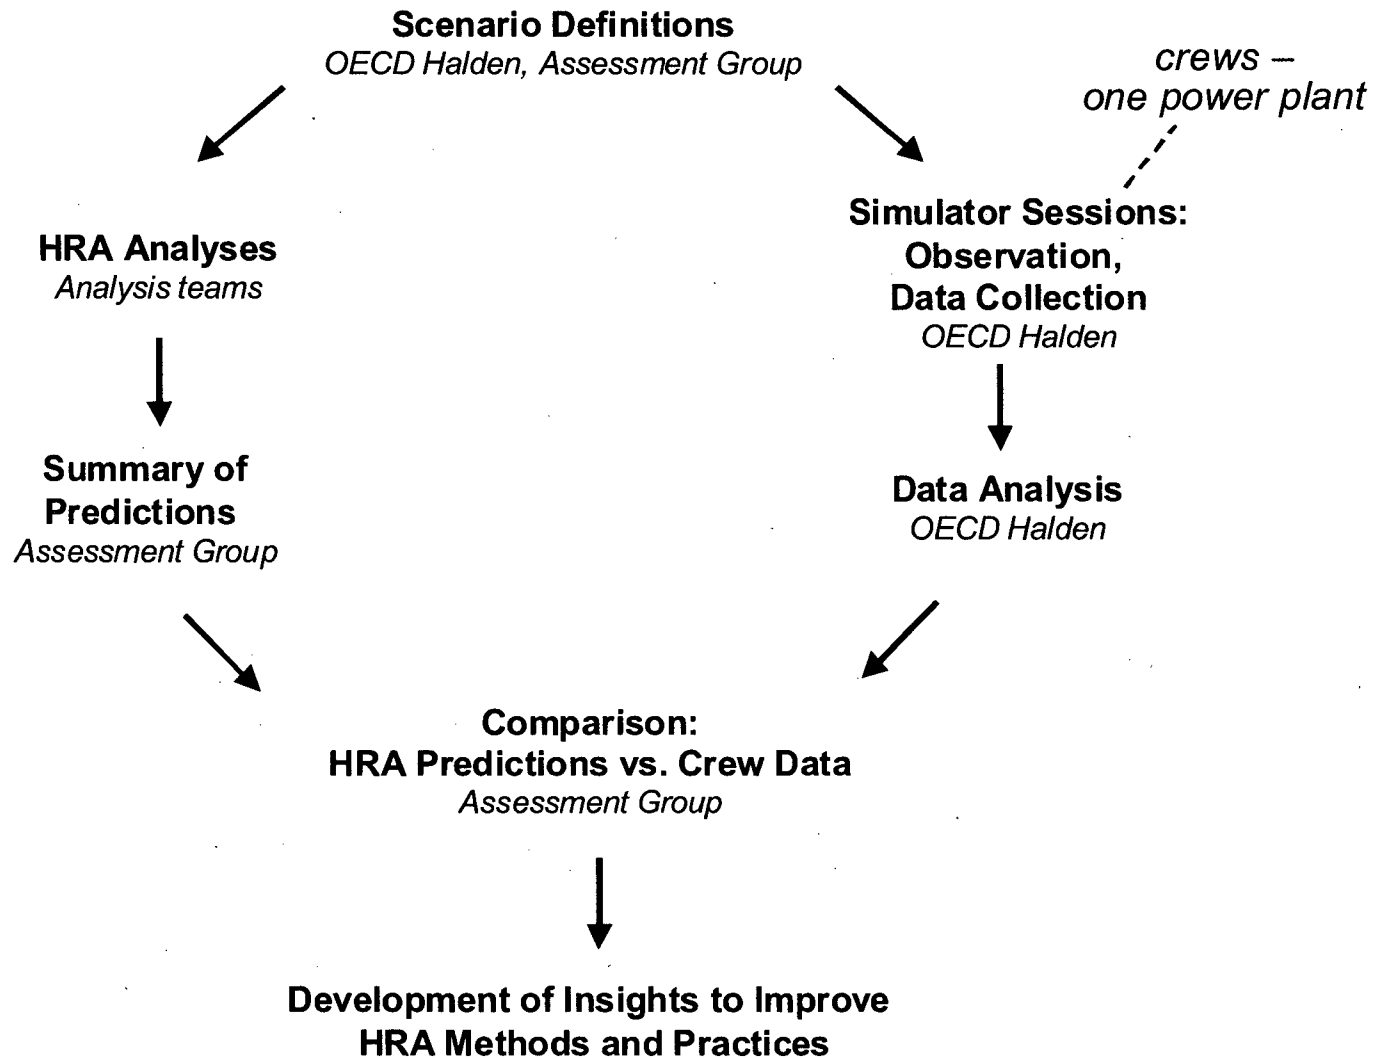 Scenario Definitions
OECD Halden, Assessment Group
crews –
one power plant
HRA Analyses
Analysis teams
Simulator Sessions:
Observation,
Data Collection
OECD Halden
Summary of
Predictions
Assessment Group
Data Analysis
OECD Halden
Comparison:
HRA Predictions vs. Crew Data
Assessment Group
Development of Insights to Improve
HRA Methods and Practices